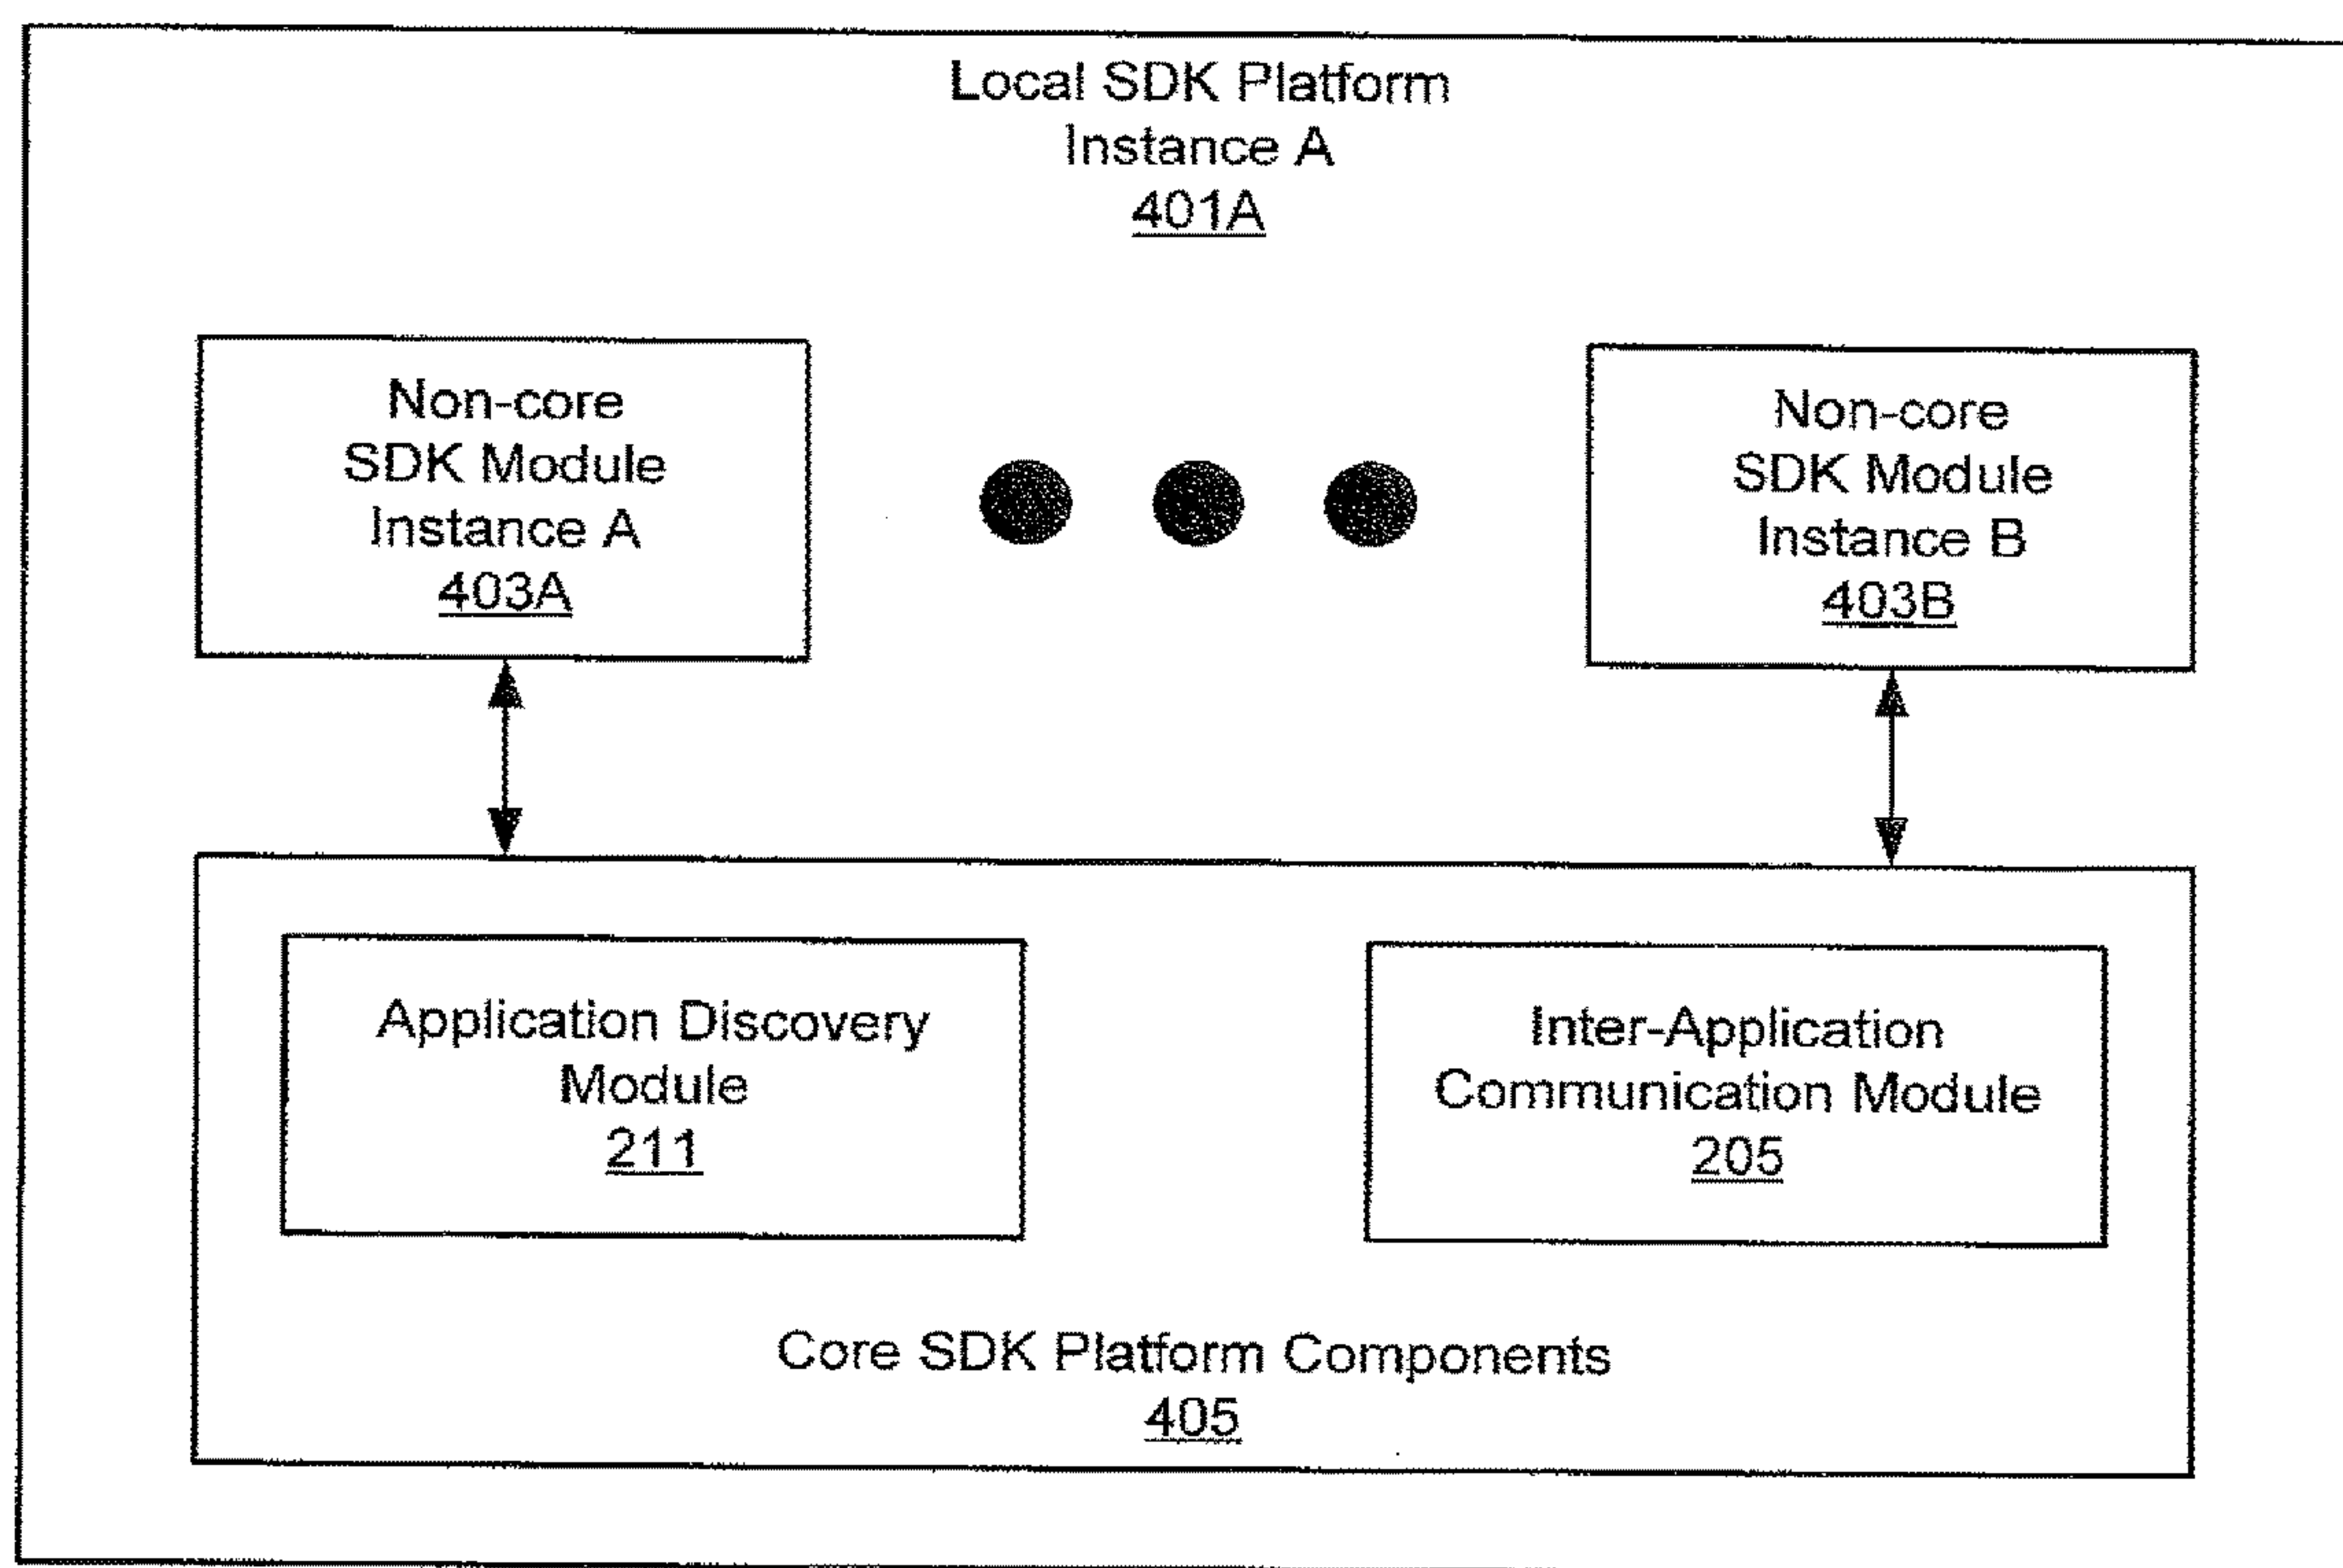 Local SDK Platform
Instance A
401A
Non-core
SDK Module
Instance A
403A
Non-core
SDK Module
Instance B
403B
Application Discovery
Module
211
Inter-Application
Communication Module
205
Core SDK Platform Components
405